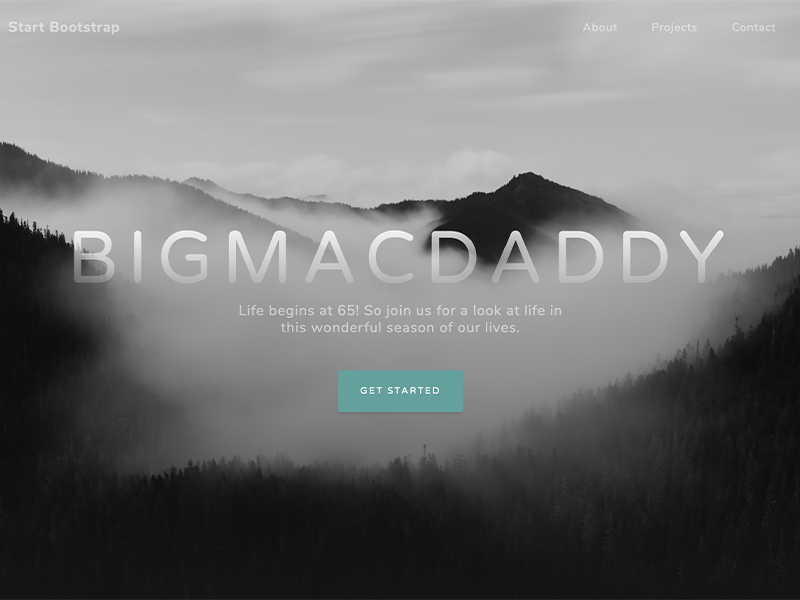 Start Bootstrap
About Projects Contact
BIGMACDADDY
Life begins at 65! So join us for a look at life in
this wonderful season of our lives.
GET STARTED